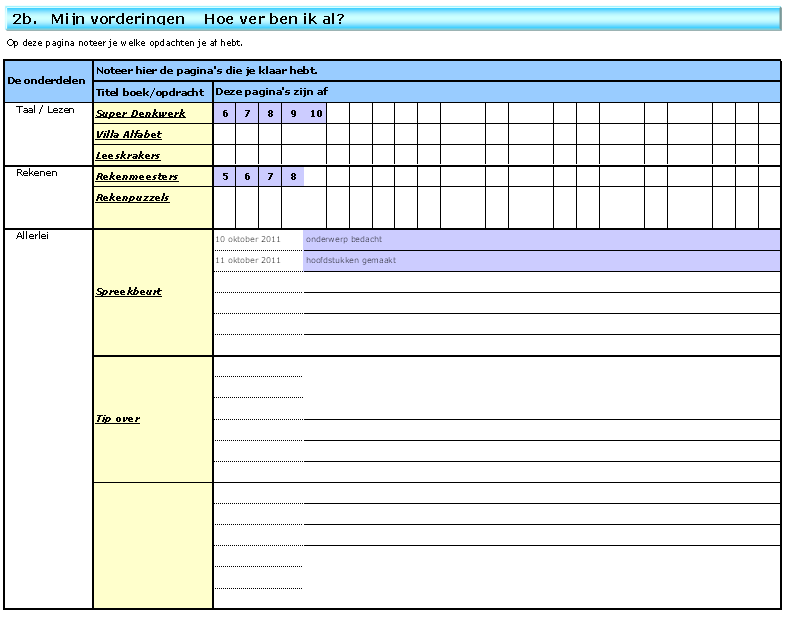 2b. Mijn vorderingen Hoe ver ben ik al?
Op deze pagina noteer je welke opdachten je af hebt.
De onderdelen
Noteer hier de pagina's die je klaar hebt.
Titel boek/opdracht Deze pagina's zijn af
Taal / Lezen Super Denkwerk 6 7 8 9 10
Villa Alfabet
Leeskrakers
Rekenen Rekenmeesters 5 6 7 8
Rekenpuzzels
Allerlei
10 oktober 2011 onderwerp bedacht
11 oktober 2011 hoofdstukken gemaakt
Spreekbeurt
Tip over